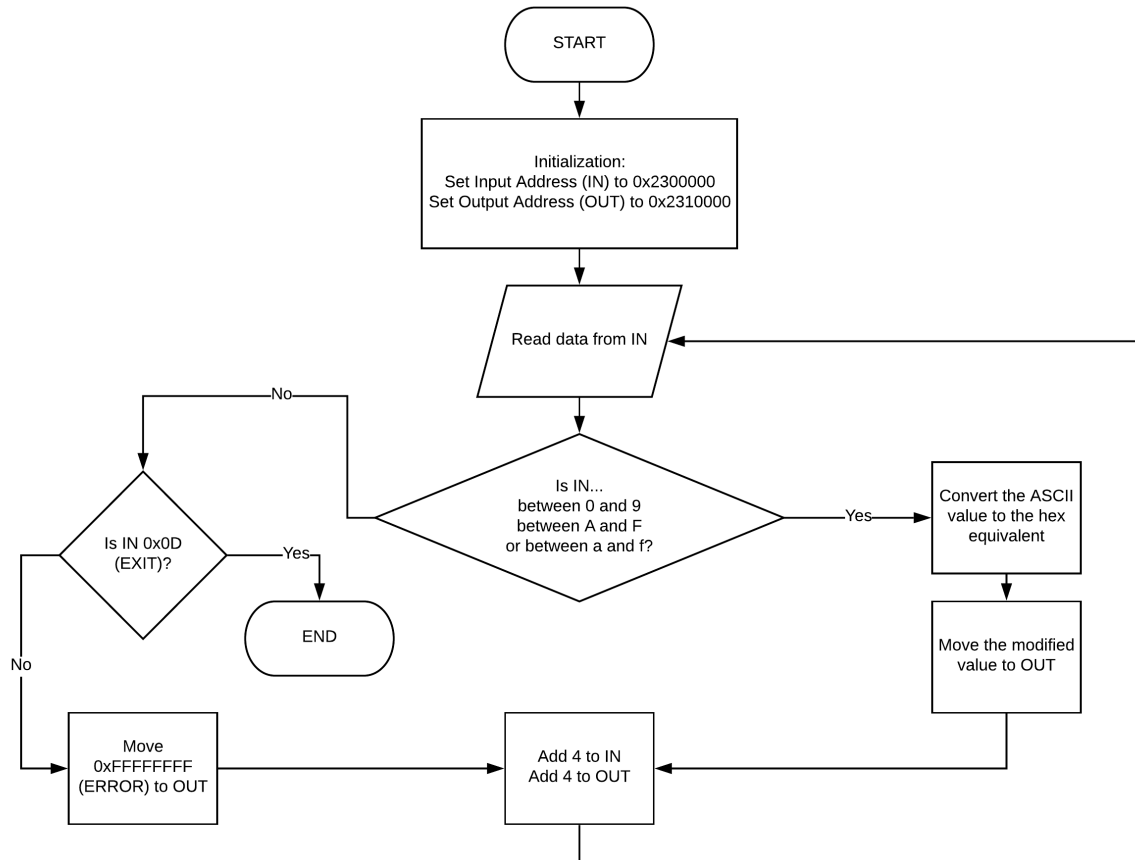 START
Initialization:
Set Input Address (IN) to 0x2300000
Set Output Address (OUT) to 0x2310000
Read data from IN
No
Is IN...
between 0 and 9
between A and F
or between a and f?
Yes
Convert the ASCII
value to the hex
equivalent
Is IN 0x0D
(EXIT)?
Yes
END
No
Move the modified
value to OUT
Move
0xFFFFFFFF
(ERROR) to OUT
Add 4 to IN
Add 4 to OUT